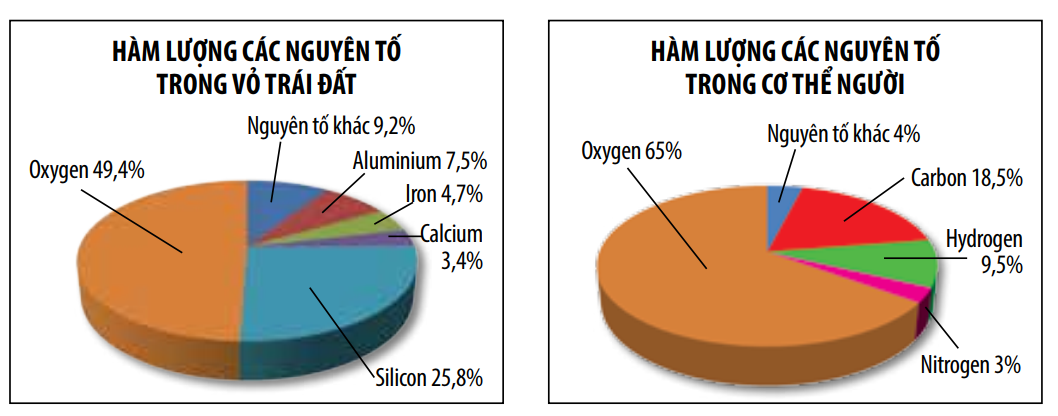 HÀM LƯỢNG CÁC NGUYÊN TỐ
TRONG VỎ TRÁI ĐẤT
Nguyên tố khác 9,2%
Oxygen 49,4%
Aluminium 7,5%
Iron 4,7%
Calcium
3,4%
Silicon 25,8%
HÀM LƯỢNG CÁC NGUYÊN TỐ
TRONG CƠ THỂ NGƯỜI
Nguyên tố khác 4%
Oxygen 65%
Carbon 18,5%
Hydrogen
9,5%
Nitrogen 3%